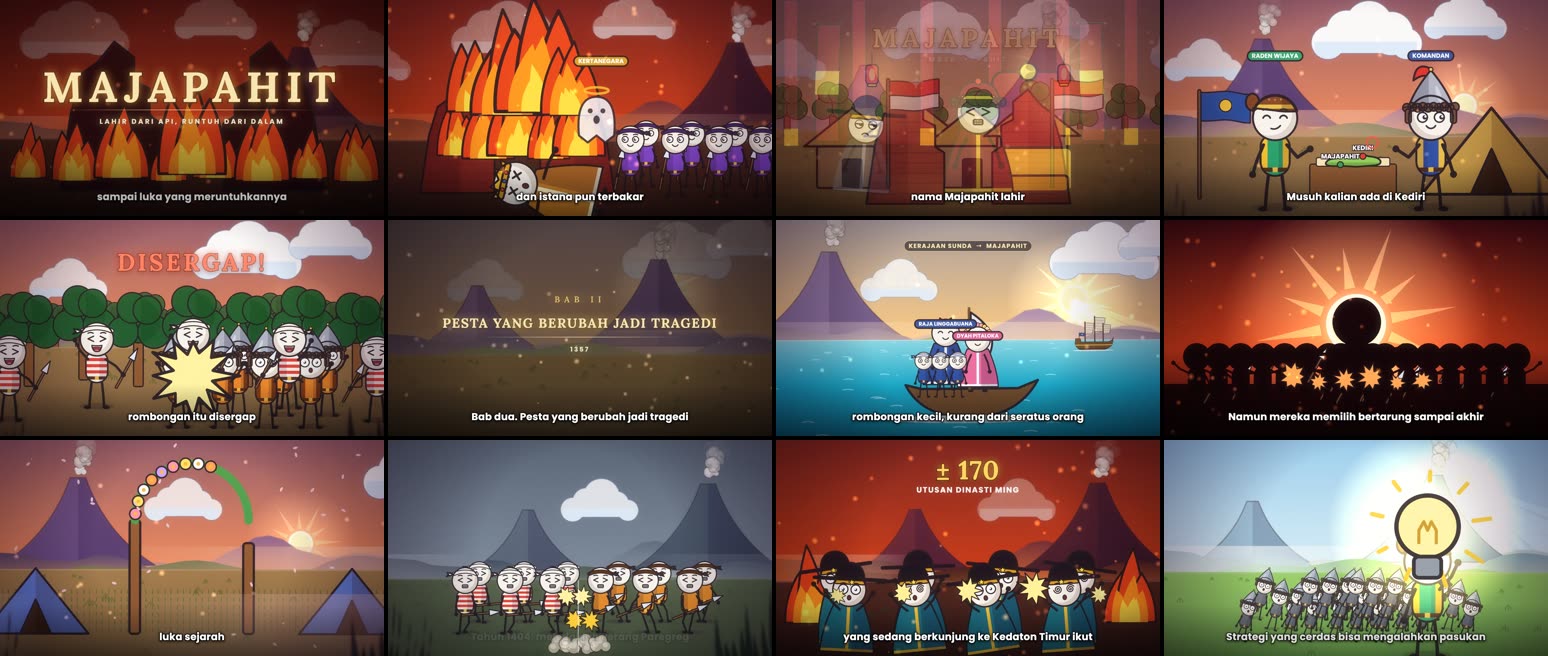 MAJAPAHIT
LAHIR DARI API, RUNTUH DARI DALAM
sampai luka yang meruntuhkannya
KERTANEGARA
dan istana pun terbakar
MAJAPAHIT
nama Majapahit lahir
RADEN WIJAYA
KOMANDAN
KEDIRI
MAJAPAHIT
Musuh kalian ada di Kediri
DISERGAP!
rombongan itu disergap
BAB II
PESTA YANG BERUBAH JADI TRAGEDI
1357
Bab dua. Pesta yang berubah jadi tragedi
KERAJAAN SUNDA → MAJAPAHIT
RAJA LINGGABUANA
DYAH PITALOKA
rombongan kecil, kurang dari seratus orang
Namun mereka memilih bertarung sampai akhir
luka sejarah
Tahun 1404,
Paregreg
± 170
UTUSAN DINASTI MING
yang sedang berkunjung ke Kedaton Timur ikut
Strategi yang cerdas bisa mengalahkan pasukan